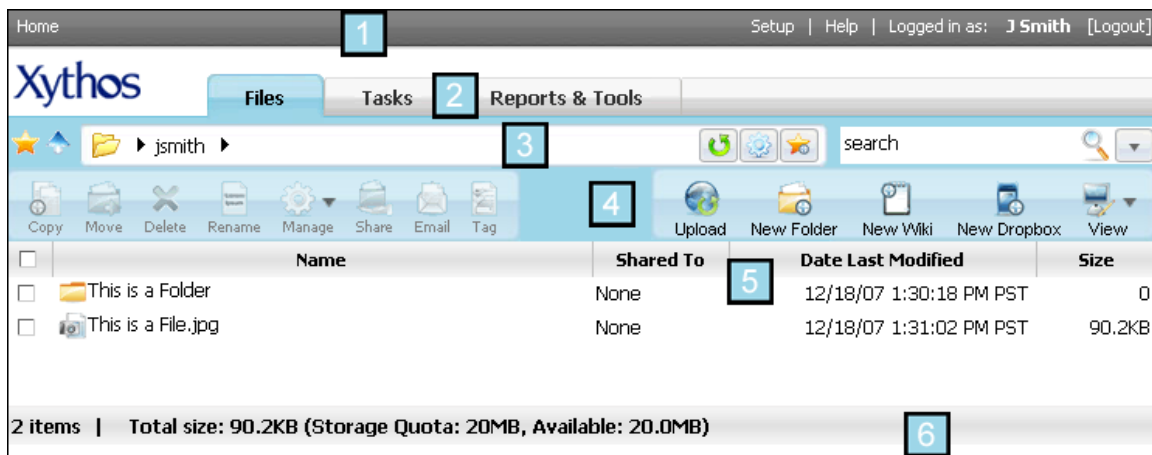 Home 1 Setup | Help | Logged in as: J Smith [Logout]
Xythos Files Tasks 2 Reports & Tools
jsmith 3 search
4
Copy Move Delete Rename Manage Share Email Tag Upload New Folder New Wiki New Dropbox View
Name Shared To Date Last Modified Size
5
This is a Folder None 12/18/07 1:30:18 PM PST 0
This is a File.jpg None 12/18/07 1:31:02 PM PST 90.2KB
2 items | Total size: 90.2KB (Storage Quota: 20MB, Available: 20.0MB) 6